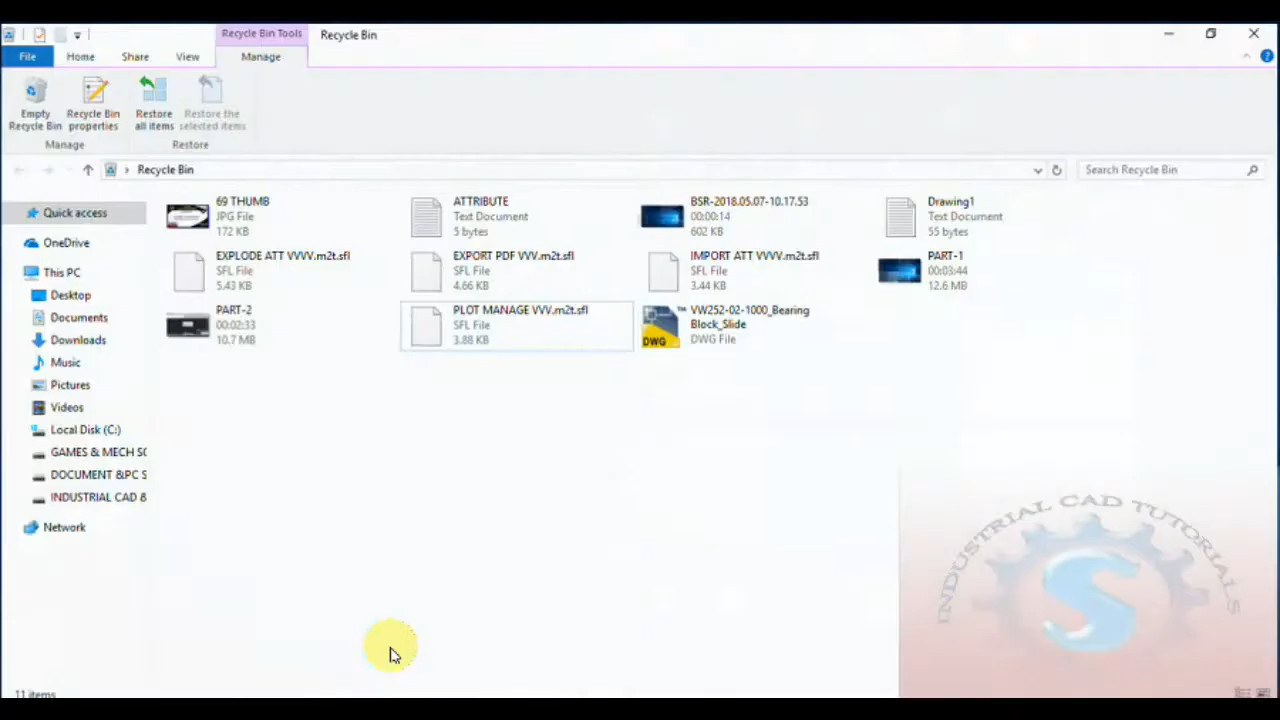 Recycle Bin Tools
Recycle Bin
File
Home
Share
View
Manage
Empty
Recycle Bin
Recycle Bin
properties
Restore
all items
Restore the
selected items
Manage
Restore
Recycle Bin
Search Recycle Bin
Quick access
OneDrive
This PC
Desktop
Documents
Downloads
Music
Pictures
Videos
Local Disk (C:)
GAMES & MECH SC
DOCUMENT &PC S
INDUSTRIAL CAD &
Network
69 THUMB
JPG File
172 KB
ATTRIBUTE
Text Document
5 bytes
BSR-2018.05.07-10.17.53
00:00:14
602 KB
Drawing1
Text Document
55 bytes
EXPLODE ATT VVVV.m2t.sfl
SFL File
5.43 KB
EXPORT PDF VVV.m2t.sfl
SFL File
4.66 KB
IMPORT ATT VVVV.m2t.sfl
SFL File
3.44 KB
PART-1
00:03:44
12.6 MB
PART-2
00:02:33
10.7 MB
PLOT MANAGE VVV.m2t.sfl
SFL File
3.88 KB
DWG
TM
VW252-02-1000_Bearing
Block_Slide
DWG File
INDUSTRIAL CAD TUTORIALS
S
11 items